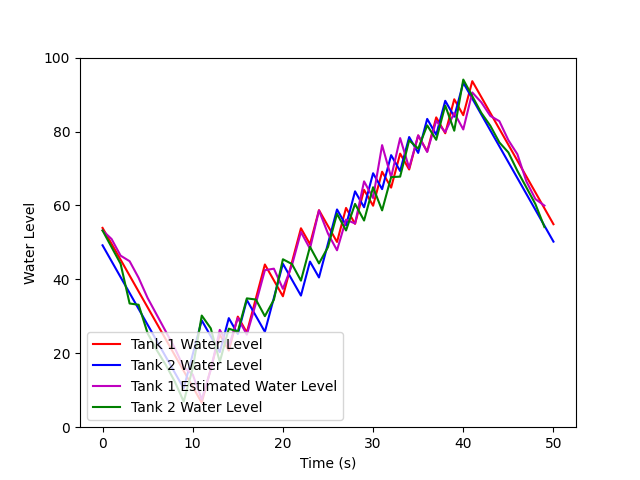 100
80
60
40
20
0
Water Level
Tank 1 Water Level
Tank 2 Water Level
Tank 1 Estimated Water Level
Tank 2 Water Level
0 10 20 30 40 50
Time (s)